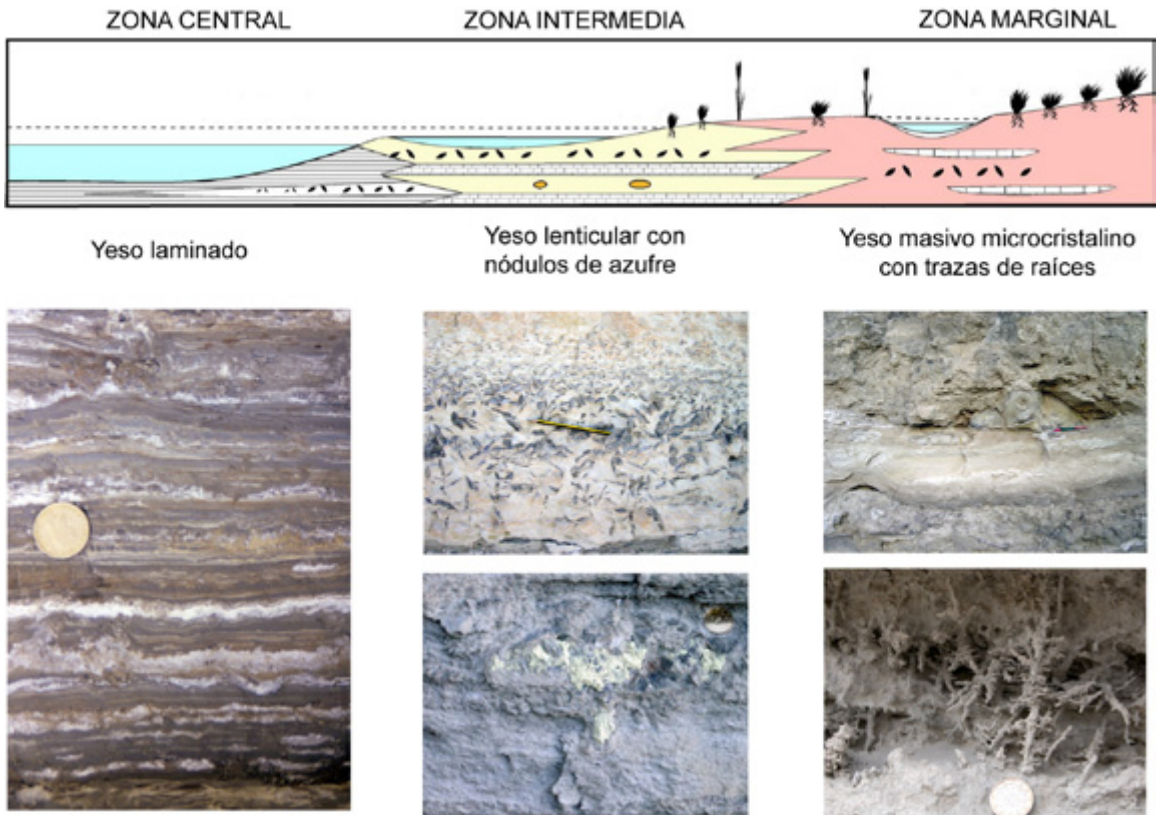 ZONA CENTRAL
ZONA INTERMEDIA
ZONA MARGINAL
Yeso laminado
Yeso lenticular con
nódulos de azufre
Yeso masivo microcristalino
con trazas de raíces